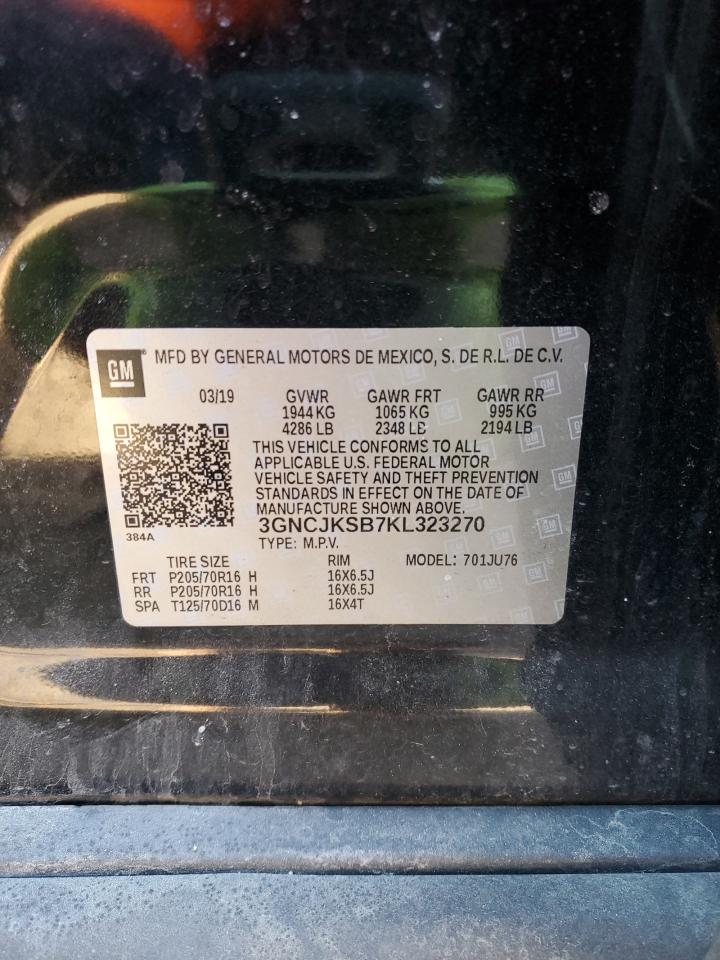 GM® MFD BY GENERAL MOTORS DE MEXICO, S. DE R.L. DE C.V.
03/19 GVWR GAWR FRT GAWR RR
1944 KG 1065 KG 995 KG
4286 LB 2348 LB 2194 LB
THIS VEHICLE CONFORMS TO ALL
APPLICABLE U.S. FEDERAL MOTOR
VEHICLE SAFETY AND THEFT PREVENTION
STANDARDS IN EFFECT ON THE DATE OF
MANUFACTURE SHOWN ABOVE.
3GNCJKSB7KL323270
384A
TYPE: M.P.V.
TIRE SIZE RIM MODEL: 701JU76
FRT P205/70R16 H 16X6.5J
RR P205/70R16 H 16X6.5J
SPA T125/70D16 M 16X4T